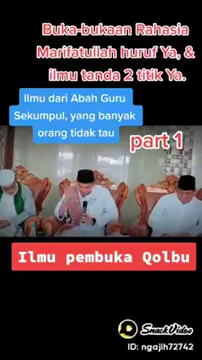 Buka-bukaan Rahasia
Marifatullah huruf Ya, &
ilmu tanda 2 titik Ya.
Ilmu dari Abah Guru
Sekumpul, yang banyak
orang tidak tau
part 1
Ilmu pembuka Qolbu
SnackVideo
ID: ngajih72742